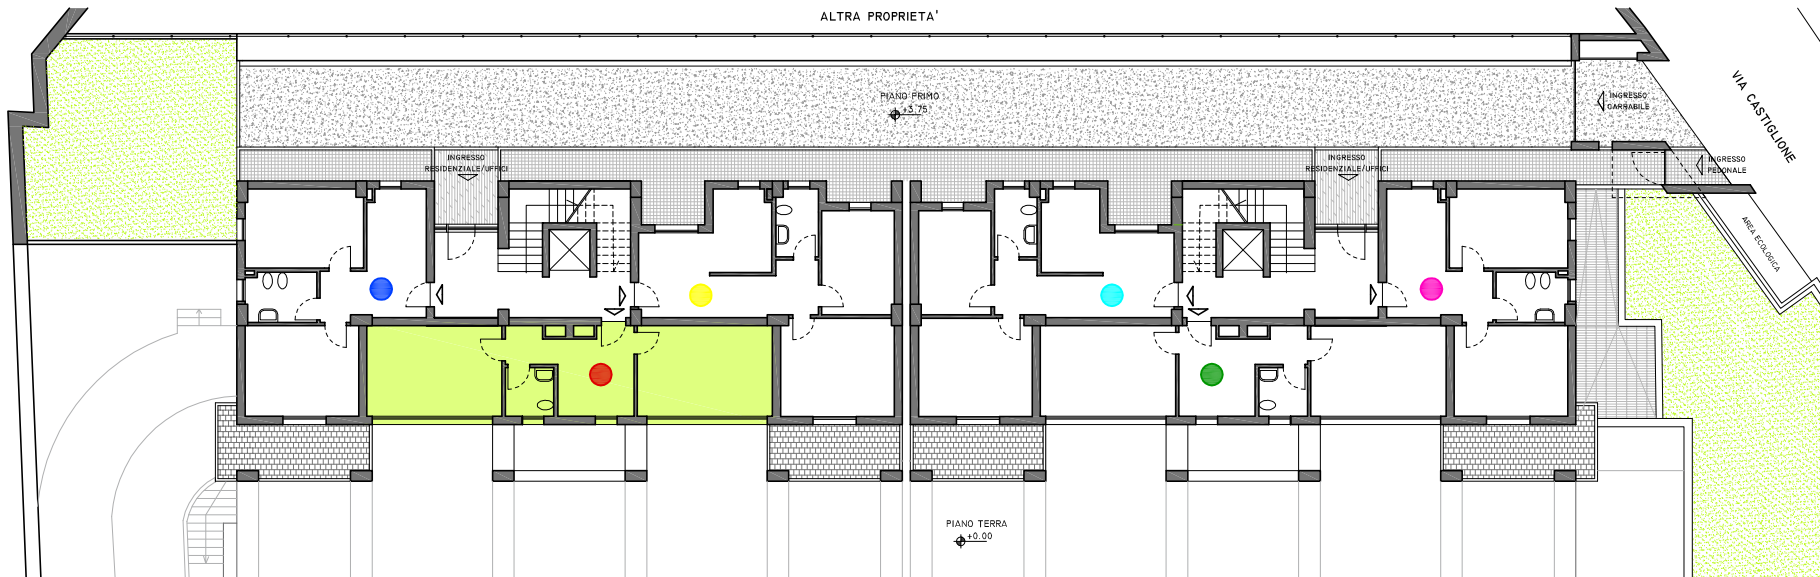 ALTRA PROPRIETA'
PIANO PRIMO
+3.75
INGRESSO
CARRABILE
VIA CASTIGLIONE
INGRESSO
RESIDENZIALE/UFFICI
INGRESSO
RESIDENZIALE/UFFICI
INGRESSO
PEDONALE
AREA ECOLOGICA
PIANO TERRA
+0.00